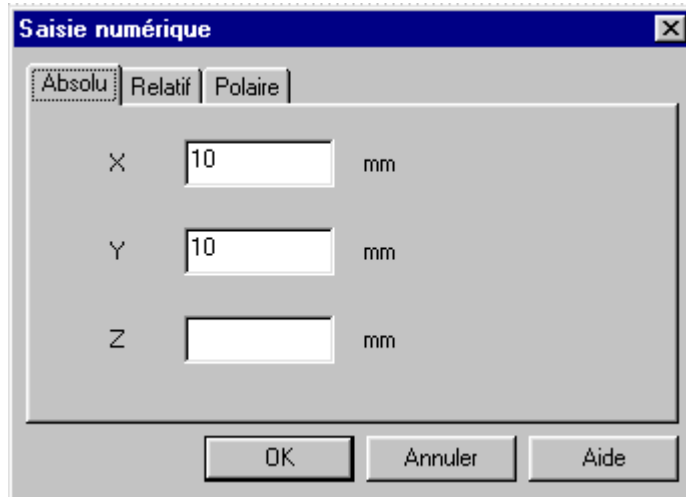 Saisie numérique
Absolu Relatif Polaire
X 10 mm
Y 10 mm
Z mm
OK Annuler Aide